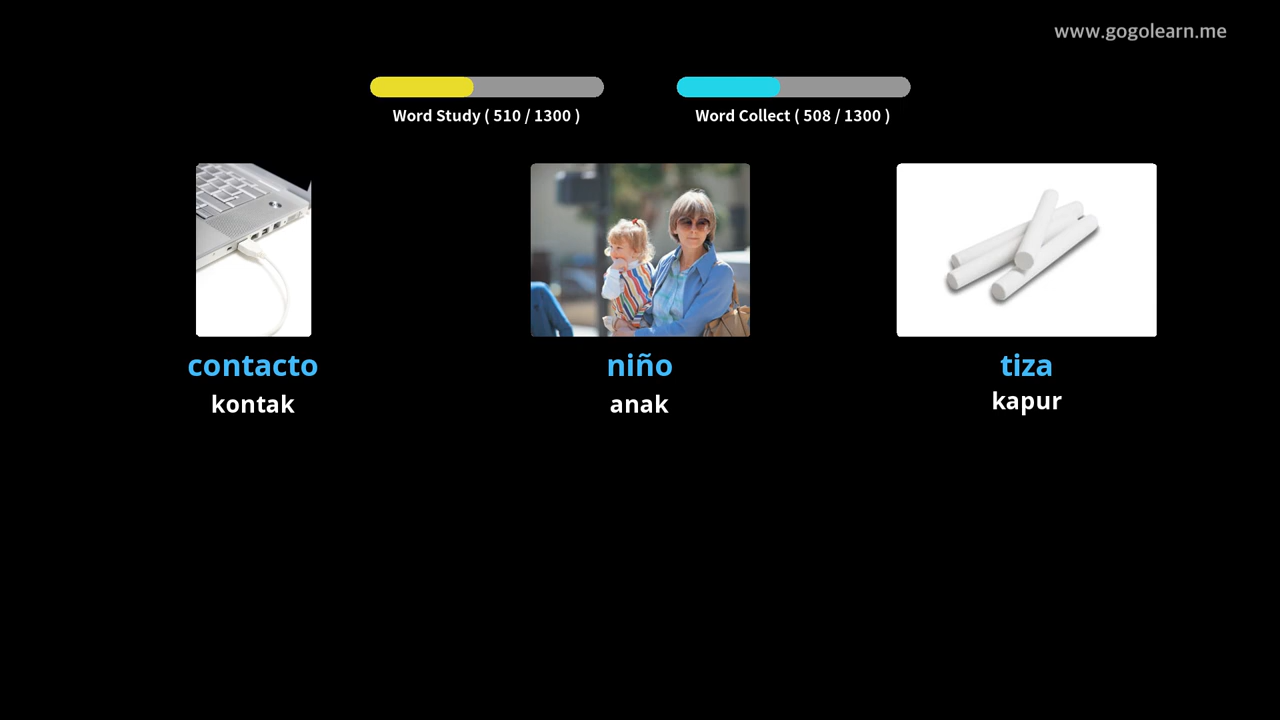 www.gogolearn.me
Word Study ( 510 / 1300 )
Word Collect ( 508 / 1300 )
contacto
kontak
niño
anak
tiza
kapur